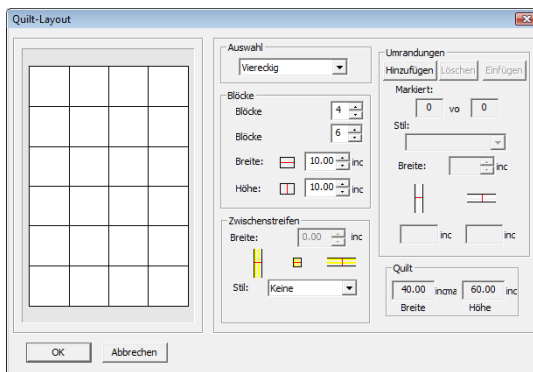 Quilt-Layout
Auswahl
Viereckig
Blöcke
Blöcke 4
Blöcke 6
Breite: 10.00 inc
Höhe: 10.00 inc
Zwischenstreifen
Breite: 0.00 inc
Stil: Keine
Umrandungen
Hinzufügen Löschen Einfügen
Markiert:
0 vo 0
Stil:
Breite: inc
inc inc
Quilt
40.00 60.00 inc
Breite Höhe
OK Abbrechen